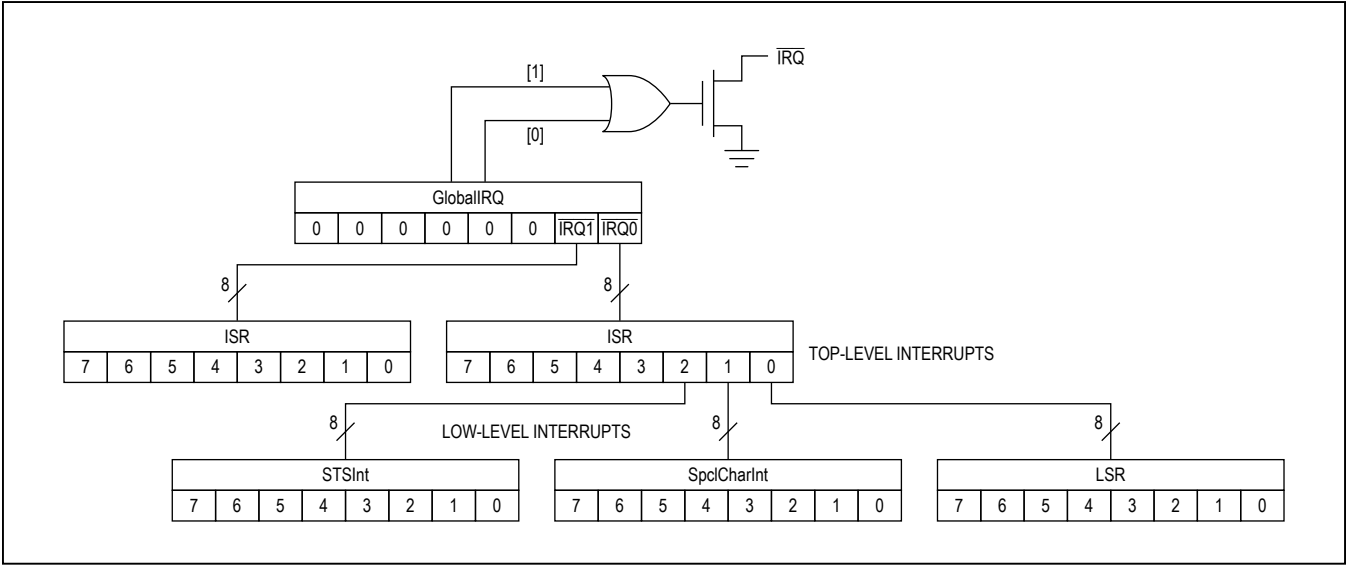 [1]
I̅R̅Q̅
[0]
GlobalIRQ
0 0 0 0 0 0 I̅R̅Q̅1̅ I̅R̅Q̅0̅
8 8
ISR ISR
7 6 5 4 3 2 1 0 7 6 5 4 3 2 1 0
TOP-LEVEL INTERRUPTS
8 LOW-LEVEL INTERRUPTS 8 8
STSInt SpclCharInt LSR
7 6 5 4 3 2 1 0 7 6 5 4 3 2 1 0 7 6 5 4 3 2 1 0